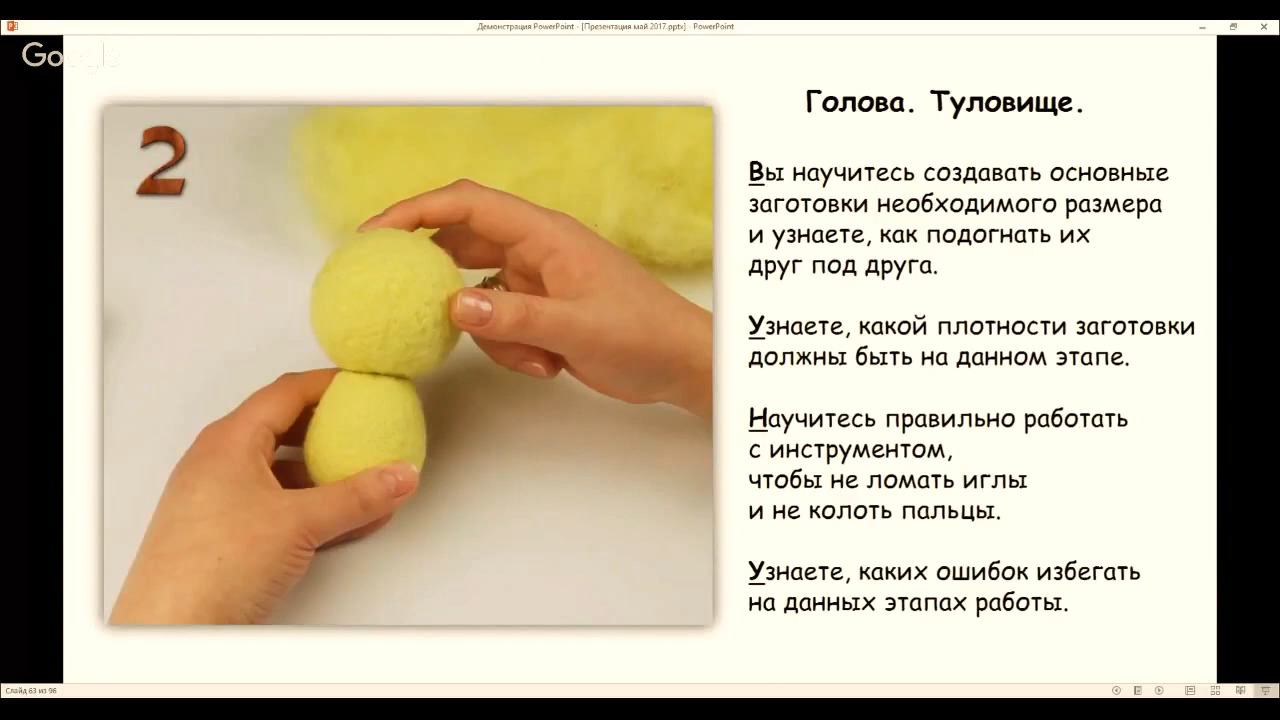 Демонстрация PowerPoint - [Презентация май 2017.pptx] - PowerPoint
Google
2
Голова. Туловище.
Вы научитесь создавать основные
заготовки необходимого размера
и узнаете, как подогнать их
друг под друга.
Узнаете, какой плотности заготовки
должны быть на данном этапе.
Научитесь правильно работать
с инструментом,
чтобы не ломать иглы
и не колоть пальцы.
Узнаете, каких ошибок избегать
на данных этапах работы.
Слайд 63 из 96